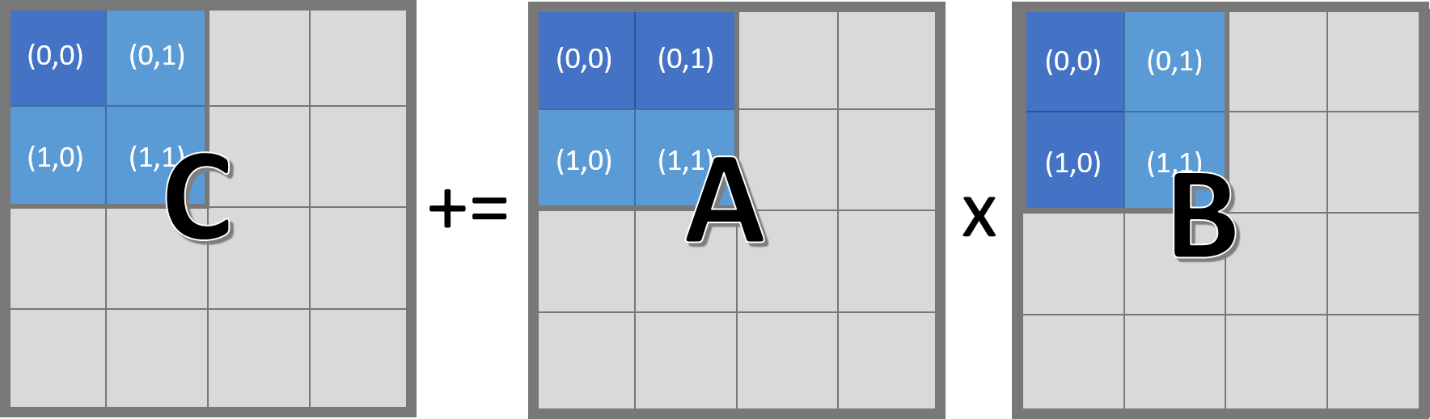 (0,0) (0,1) (0,0) (0,1) (0,0) (0,1)
(1,0) (1,1) (1,0) (1,1) (1,0) (1,1)
C += A x B